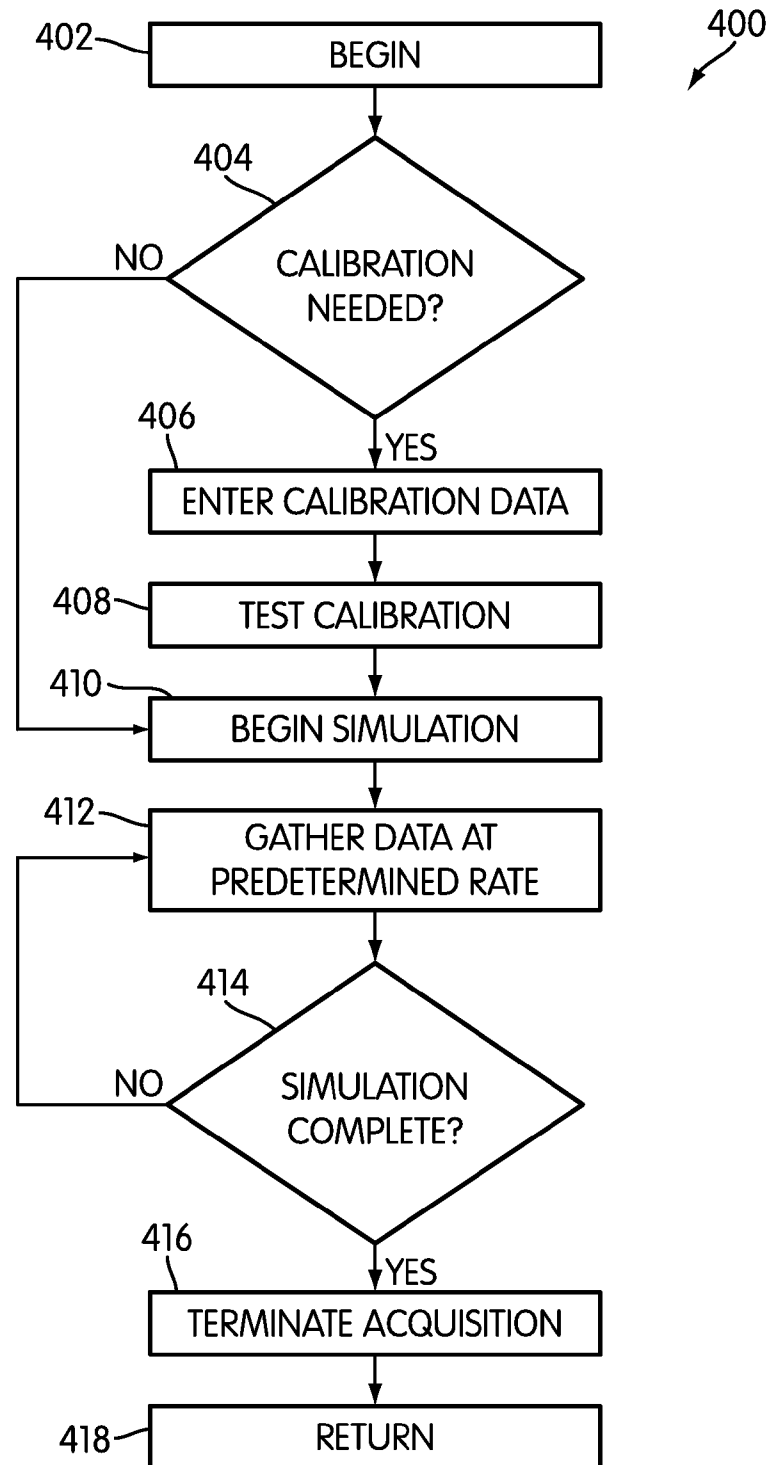 402
BEGIN
400
404
NO
CALIBRATION
NEEDED?
406
YES
ENTER CALIBRATION DATA
408
TEST CALIBRATION
410
BEGIN SIMULATION
412
GATHER DATA AT
PREDETERMINED RATE
414
NO
SIMULATION
COMPLETE?
416
YES
TERMINATE ACQUISITION
418
RETURN